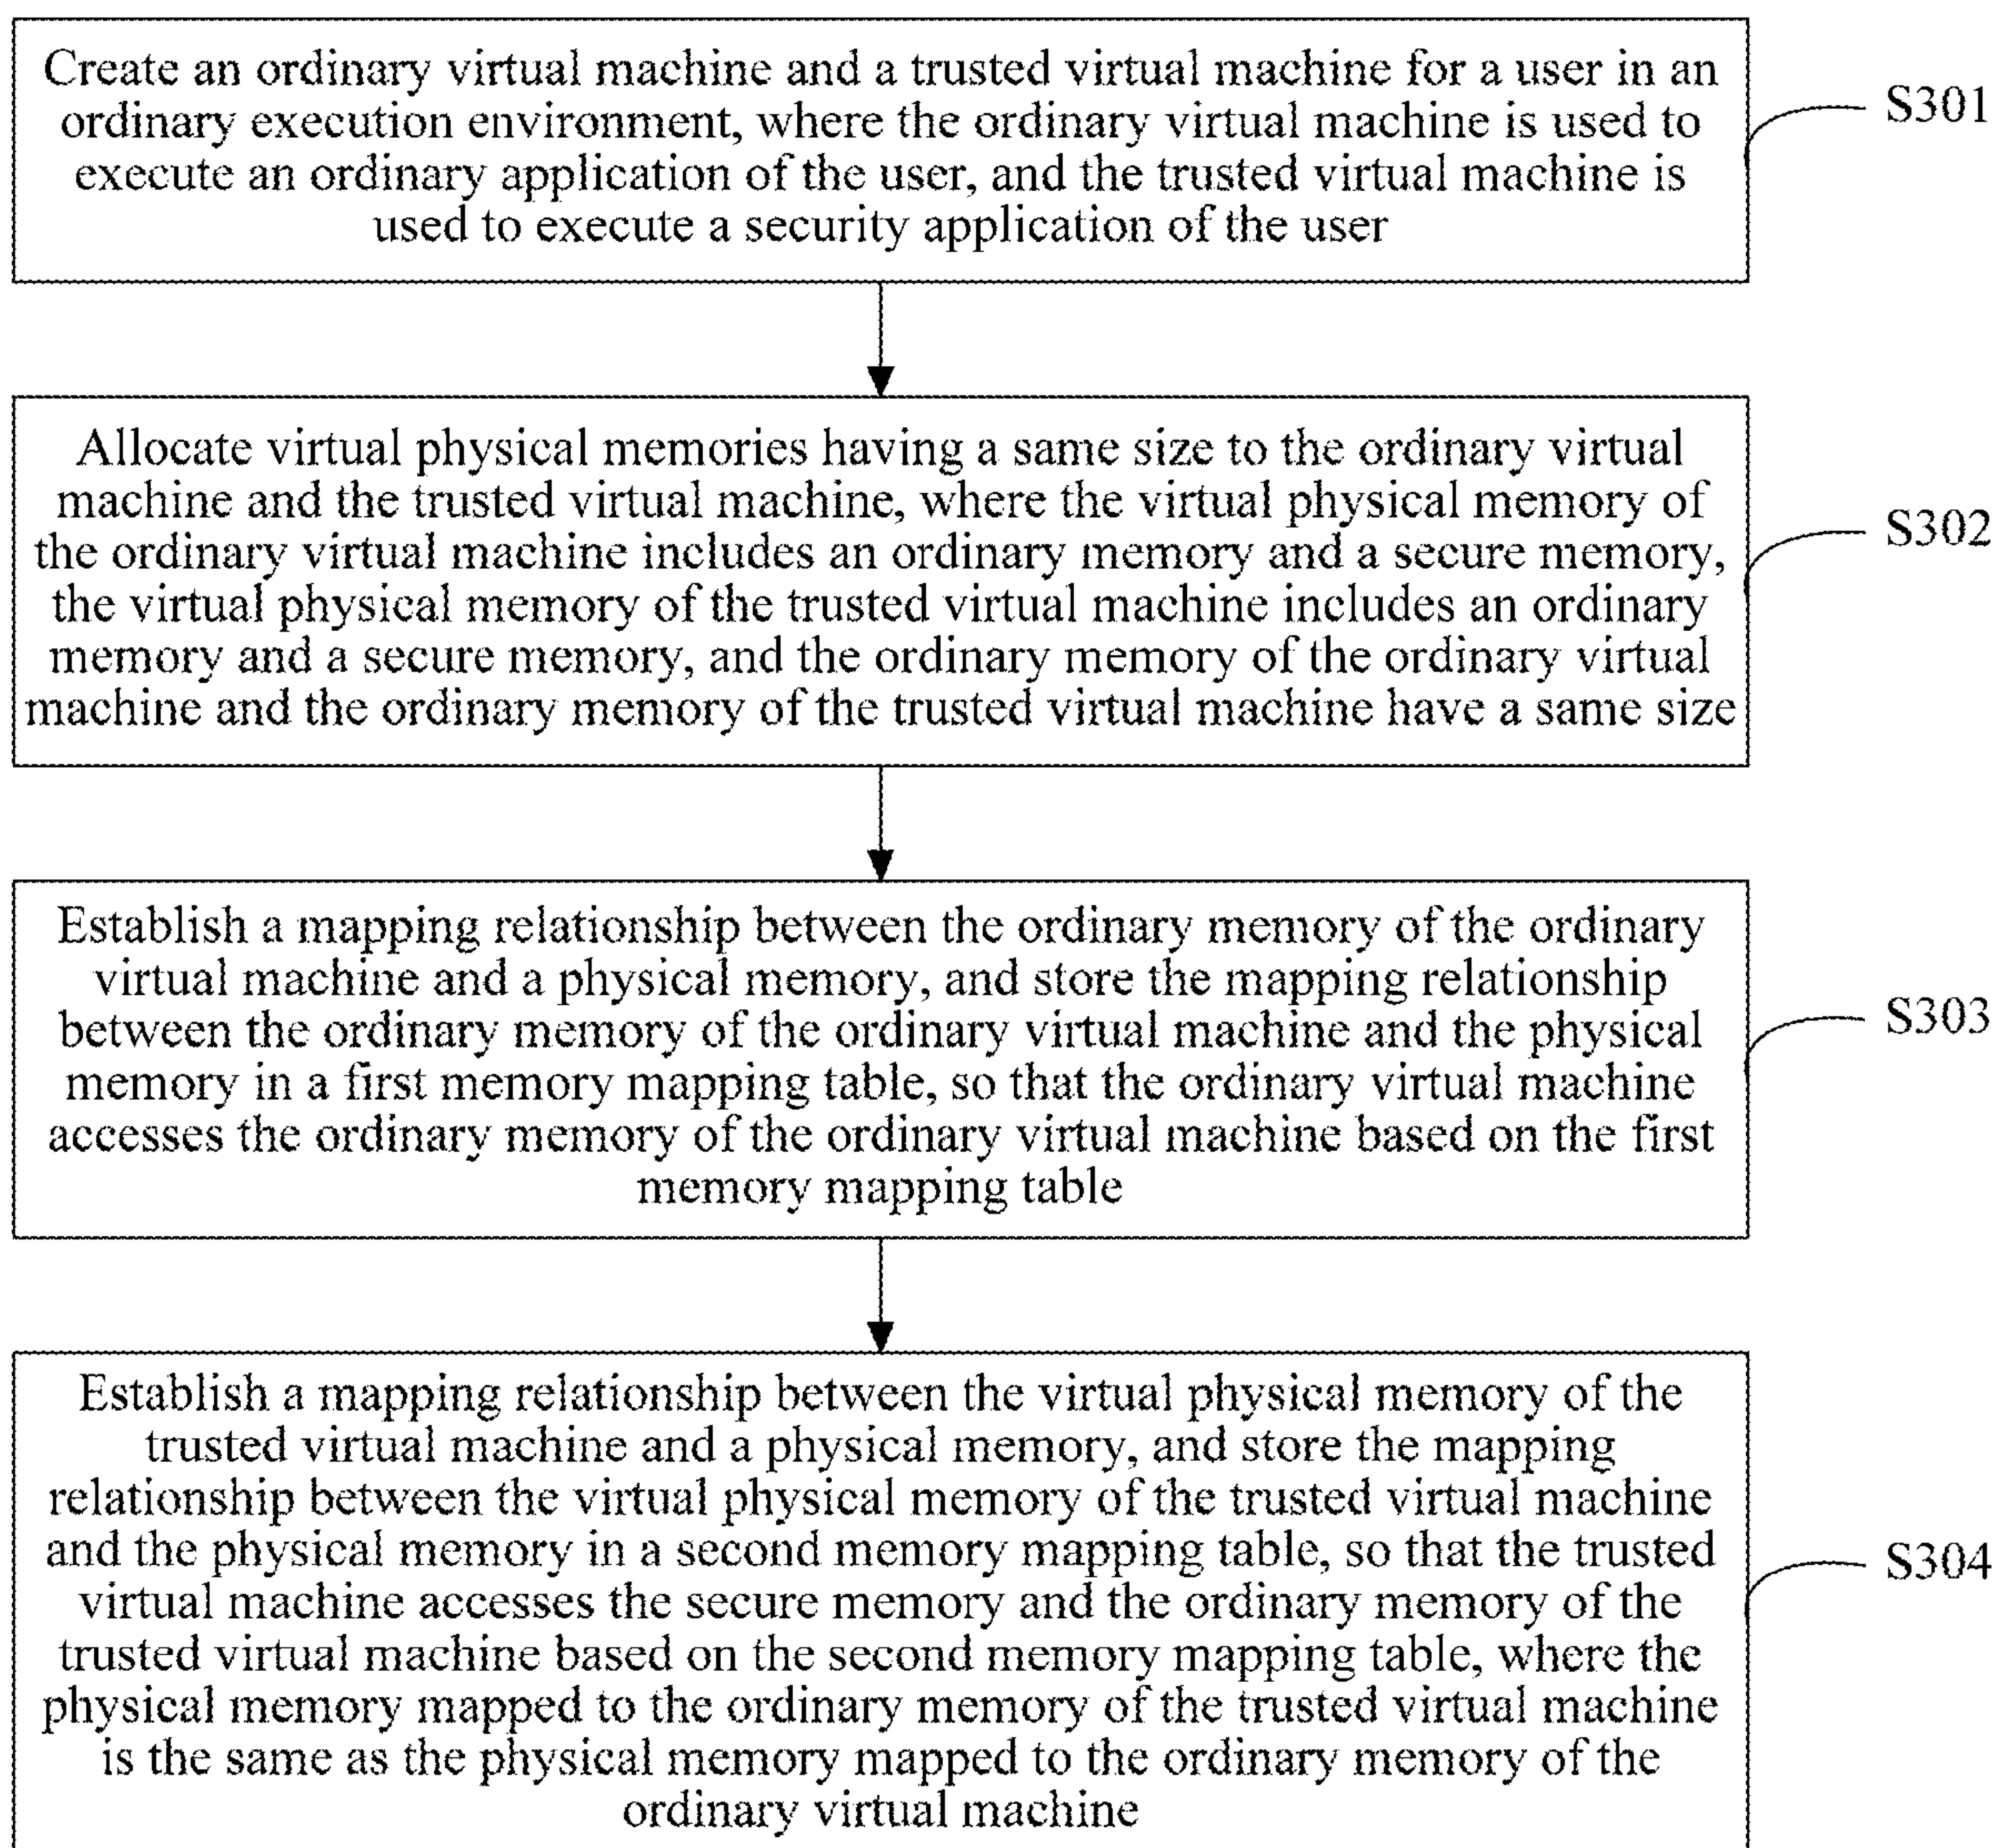 Create an ordinary virtual machine and a trusted virtual machine for a user in an
ordinary execution environment, where the ordinary virtual machine is used to
execute an ordinary application of the user, and the trusted virtual machine is
used to execute a security application of the user
S301
Allocate virtual physical memories having a same size to the ordinary virtual
machine and the trusted virtual machine, where the virtual physical memory of
the ordinary virtual machine includes an ordinary memory and a secure memory,
the virtual physical memory of the trusted virtual machine includes an ordinary
memory and a secure memory, and the ordinary memory of the ordinary virtual
machine and the ordinary memory of the trusted virtual machine have a same size
S302
Establish a mapping relationship between the ordinary memory of the ordinary
virtual machine and a physical memory, and store the mapping relationship
between the ordinary memory of the ordinary virtual machine and the physical
memory in a first memory mapping table, so that the ordinary virtual machine
accesses the ordinary memory of the ordinary virtual machine based on the first
memory mapping table
S303
Establish a mapping relationship between the virtual physical memory of the
trusted virtual machine and a physical memory, and store the mapping
relationship between the virtual physical memory of the trusted virtual machine
and the physical memory in a second memory mapping table, so that the trusted
virtual machine accesses the secure memory and the ordinary memory of the
trusted virtual machine based on the second memory mapping table, where the
physical memory mapped to the ordinary memory of the trusted virtual machine
is the same as the physical memory mapped to the ordinary memory of the
ordinary virtual machine
S304